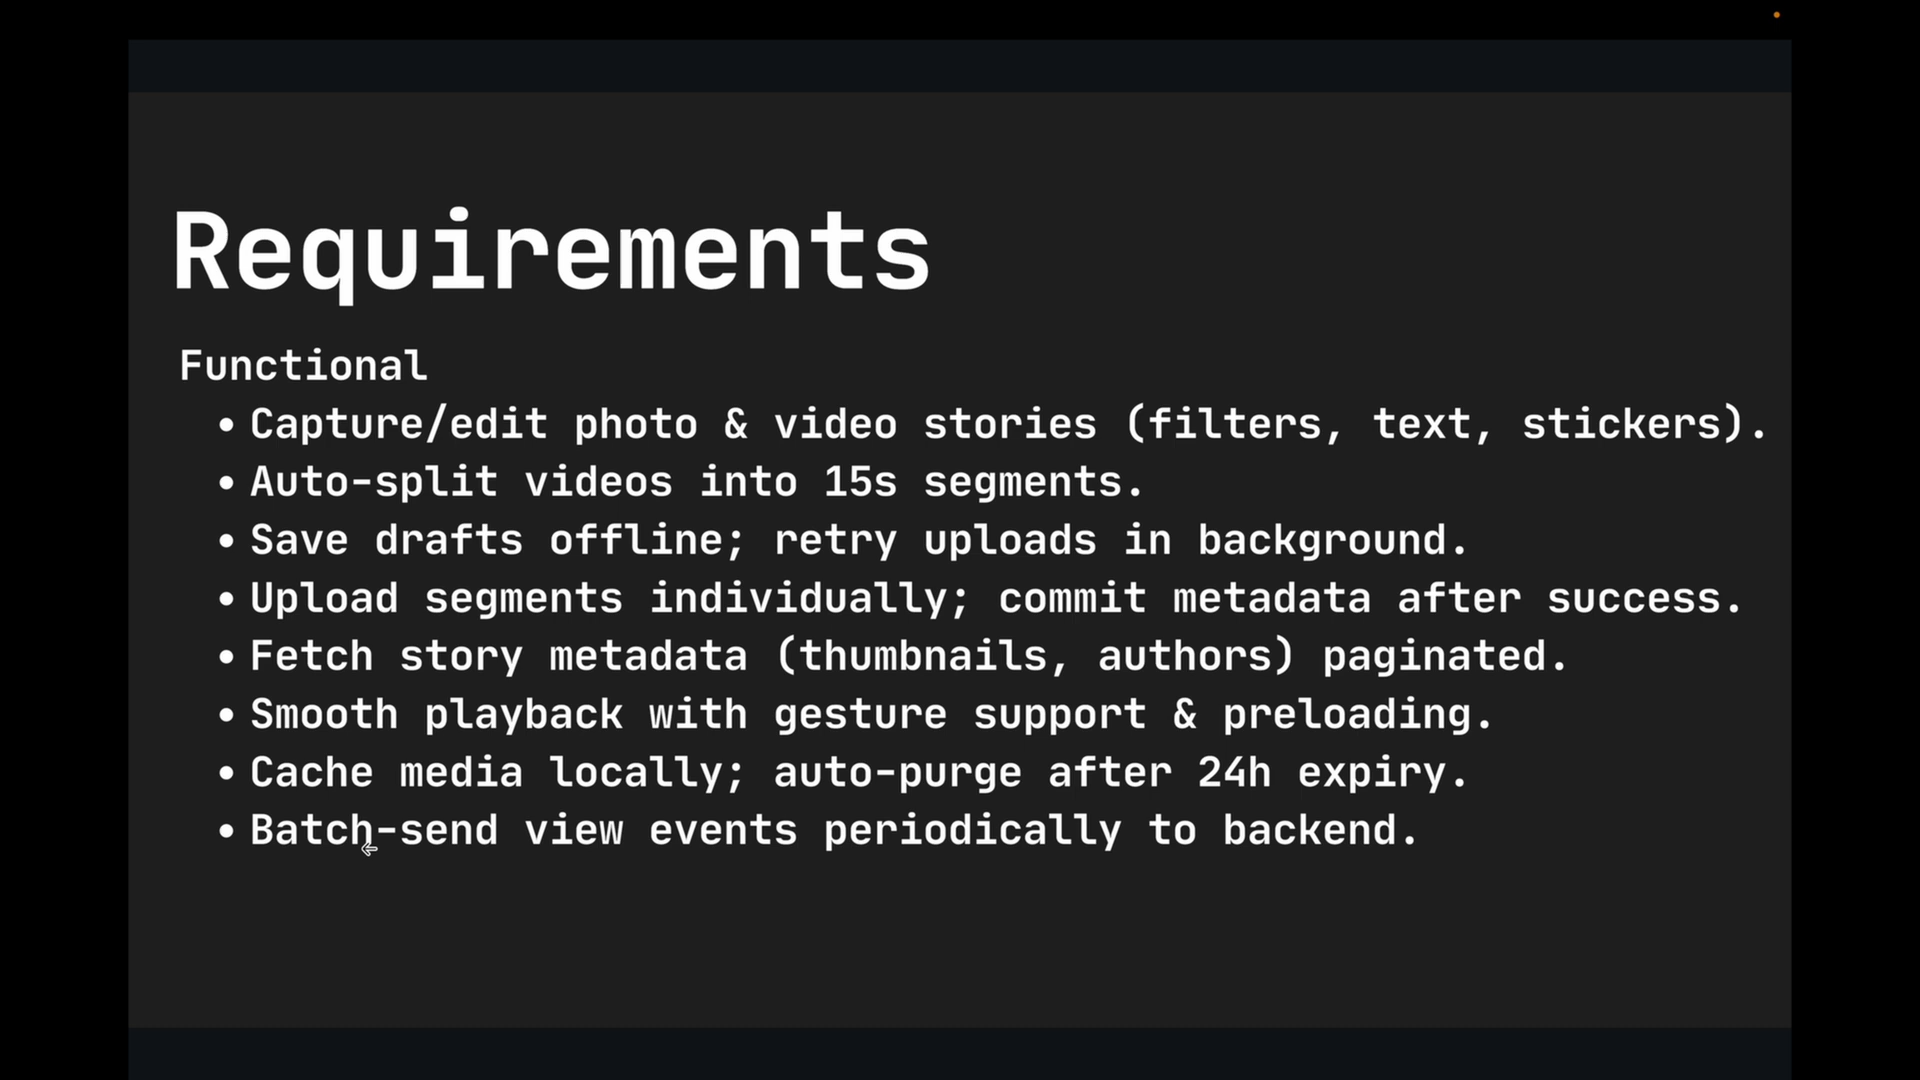 Requirements
Functional
• Capture/edit photo & video stories (filters, text, stickers).
• Auto-split videos into 15s segments.
• Save drafts offline; retry uploads in background.
• Upload segments individually; commit metadata after success.
• Fetch story metadata (thumbnails, authors) paginated.
• Smooth playback with gesture support & preloading.
• Cache media locally; auto-purge after 24h expiry.
• Batch-send view events periodically to backend.